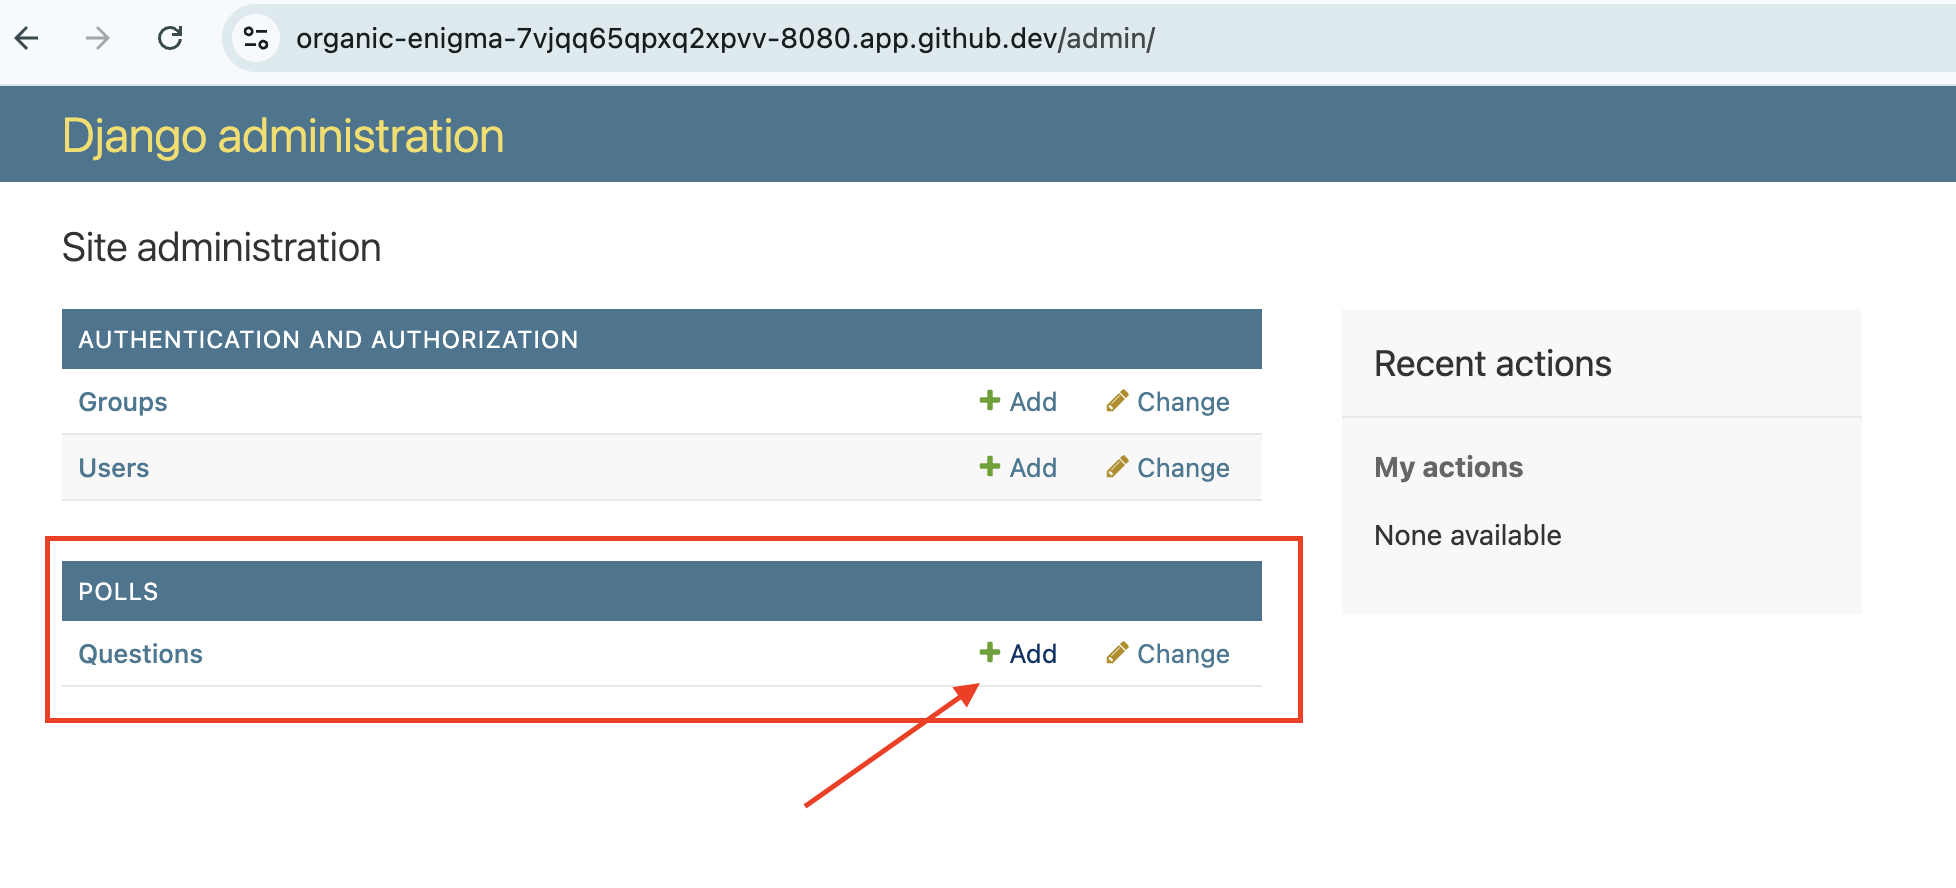 organic-enigma-7vjqq65qpxq2xpvv-8080.app.github.dev/admin/
Django administration
Site administration
AUTHENTICATION AND AUTHORIZATION
Groups Add Change
Users Add Change
POLLS
Questions Add Change
Recent actions
My actions
None available